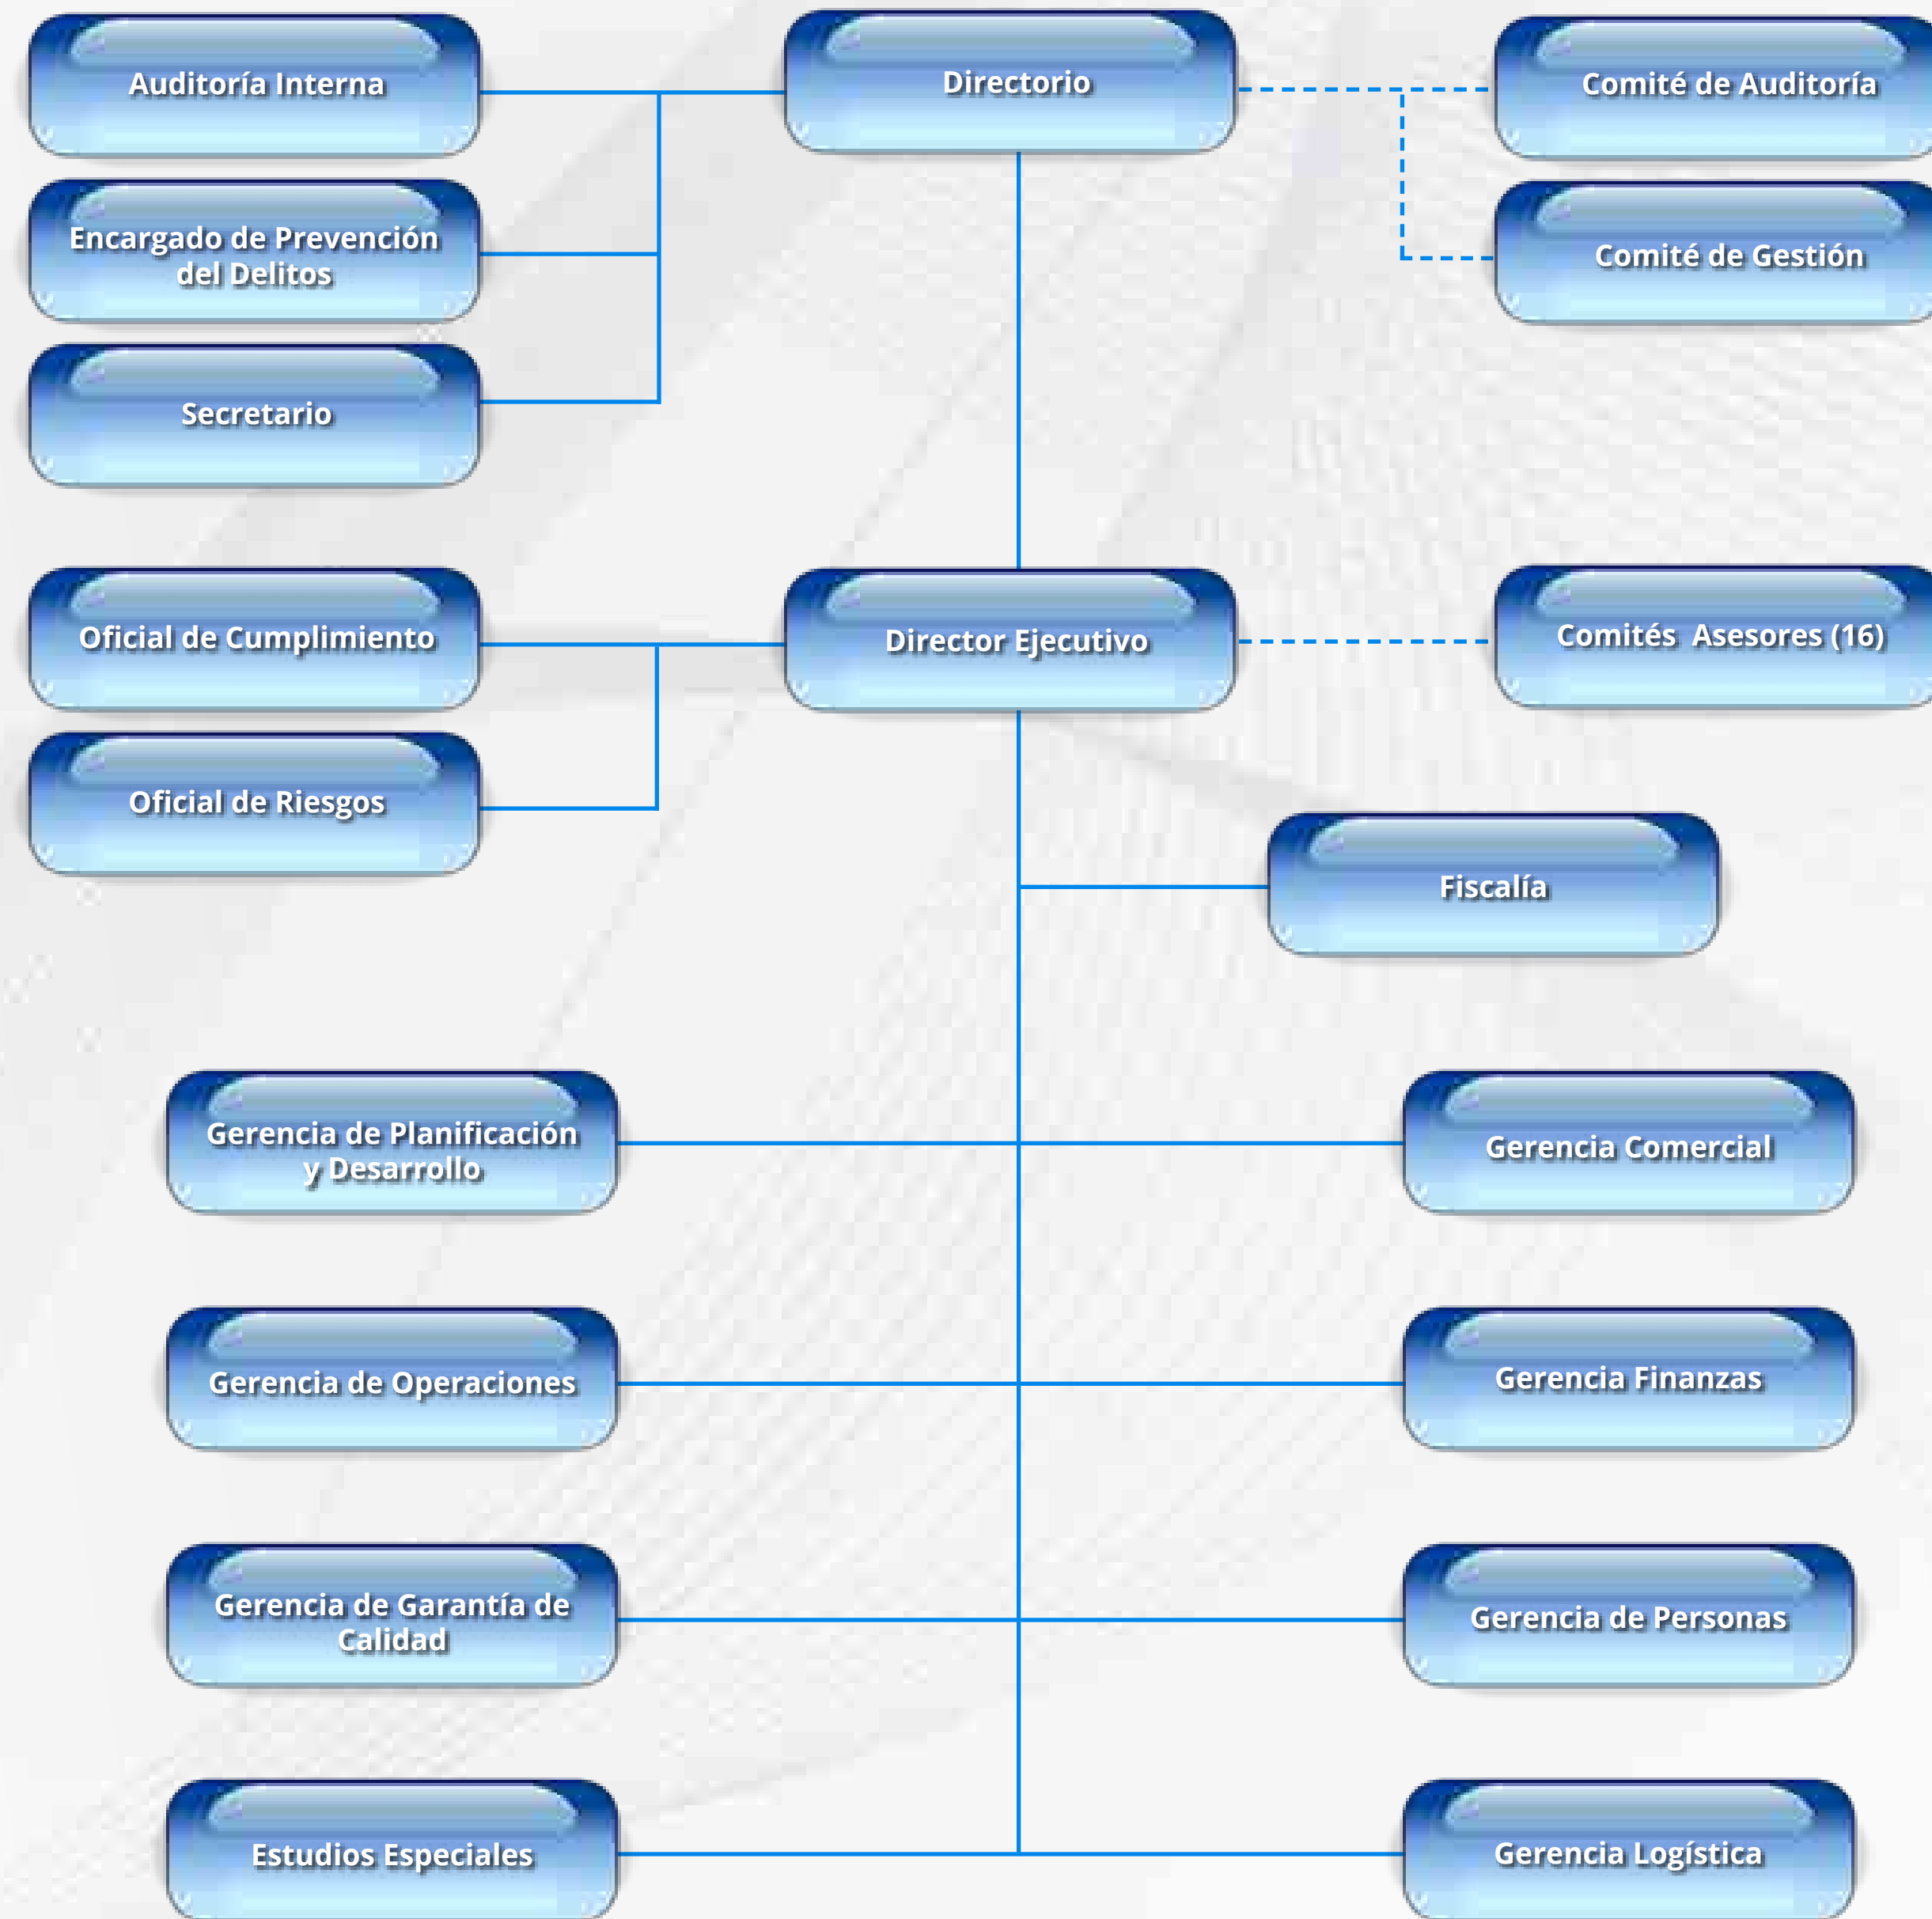 Auditoría Interna
Directorio
Comité de Auditoría
Encargado de Prevención
del Delitos
Comité de Gestión
Secretario
Oficial de Cumplimiento
Director Ejecutivo
Comités  Asesores (16)
Oficial de Riesgos
Fiscalía
Gerencia de Planificación
y Desarrollo
Gerencia Comercial
Gerencia de Operaciones
Gerencia Finanzas
Gerencia de Garantía de
Calidad
Gerencia de Personas
Estudios Especiales
Gerencia Logística